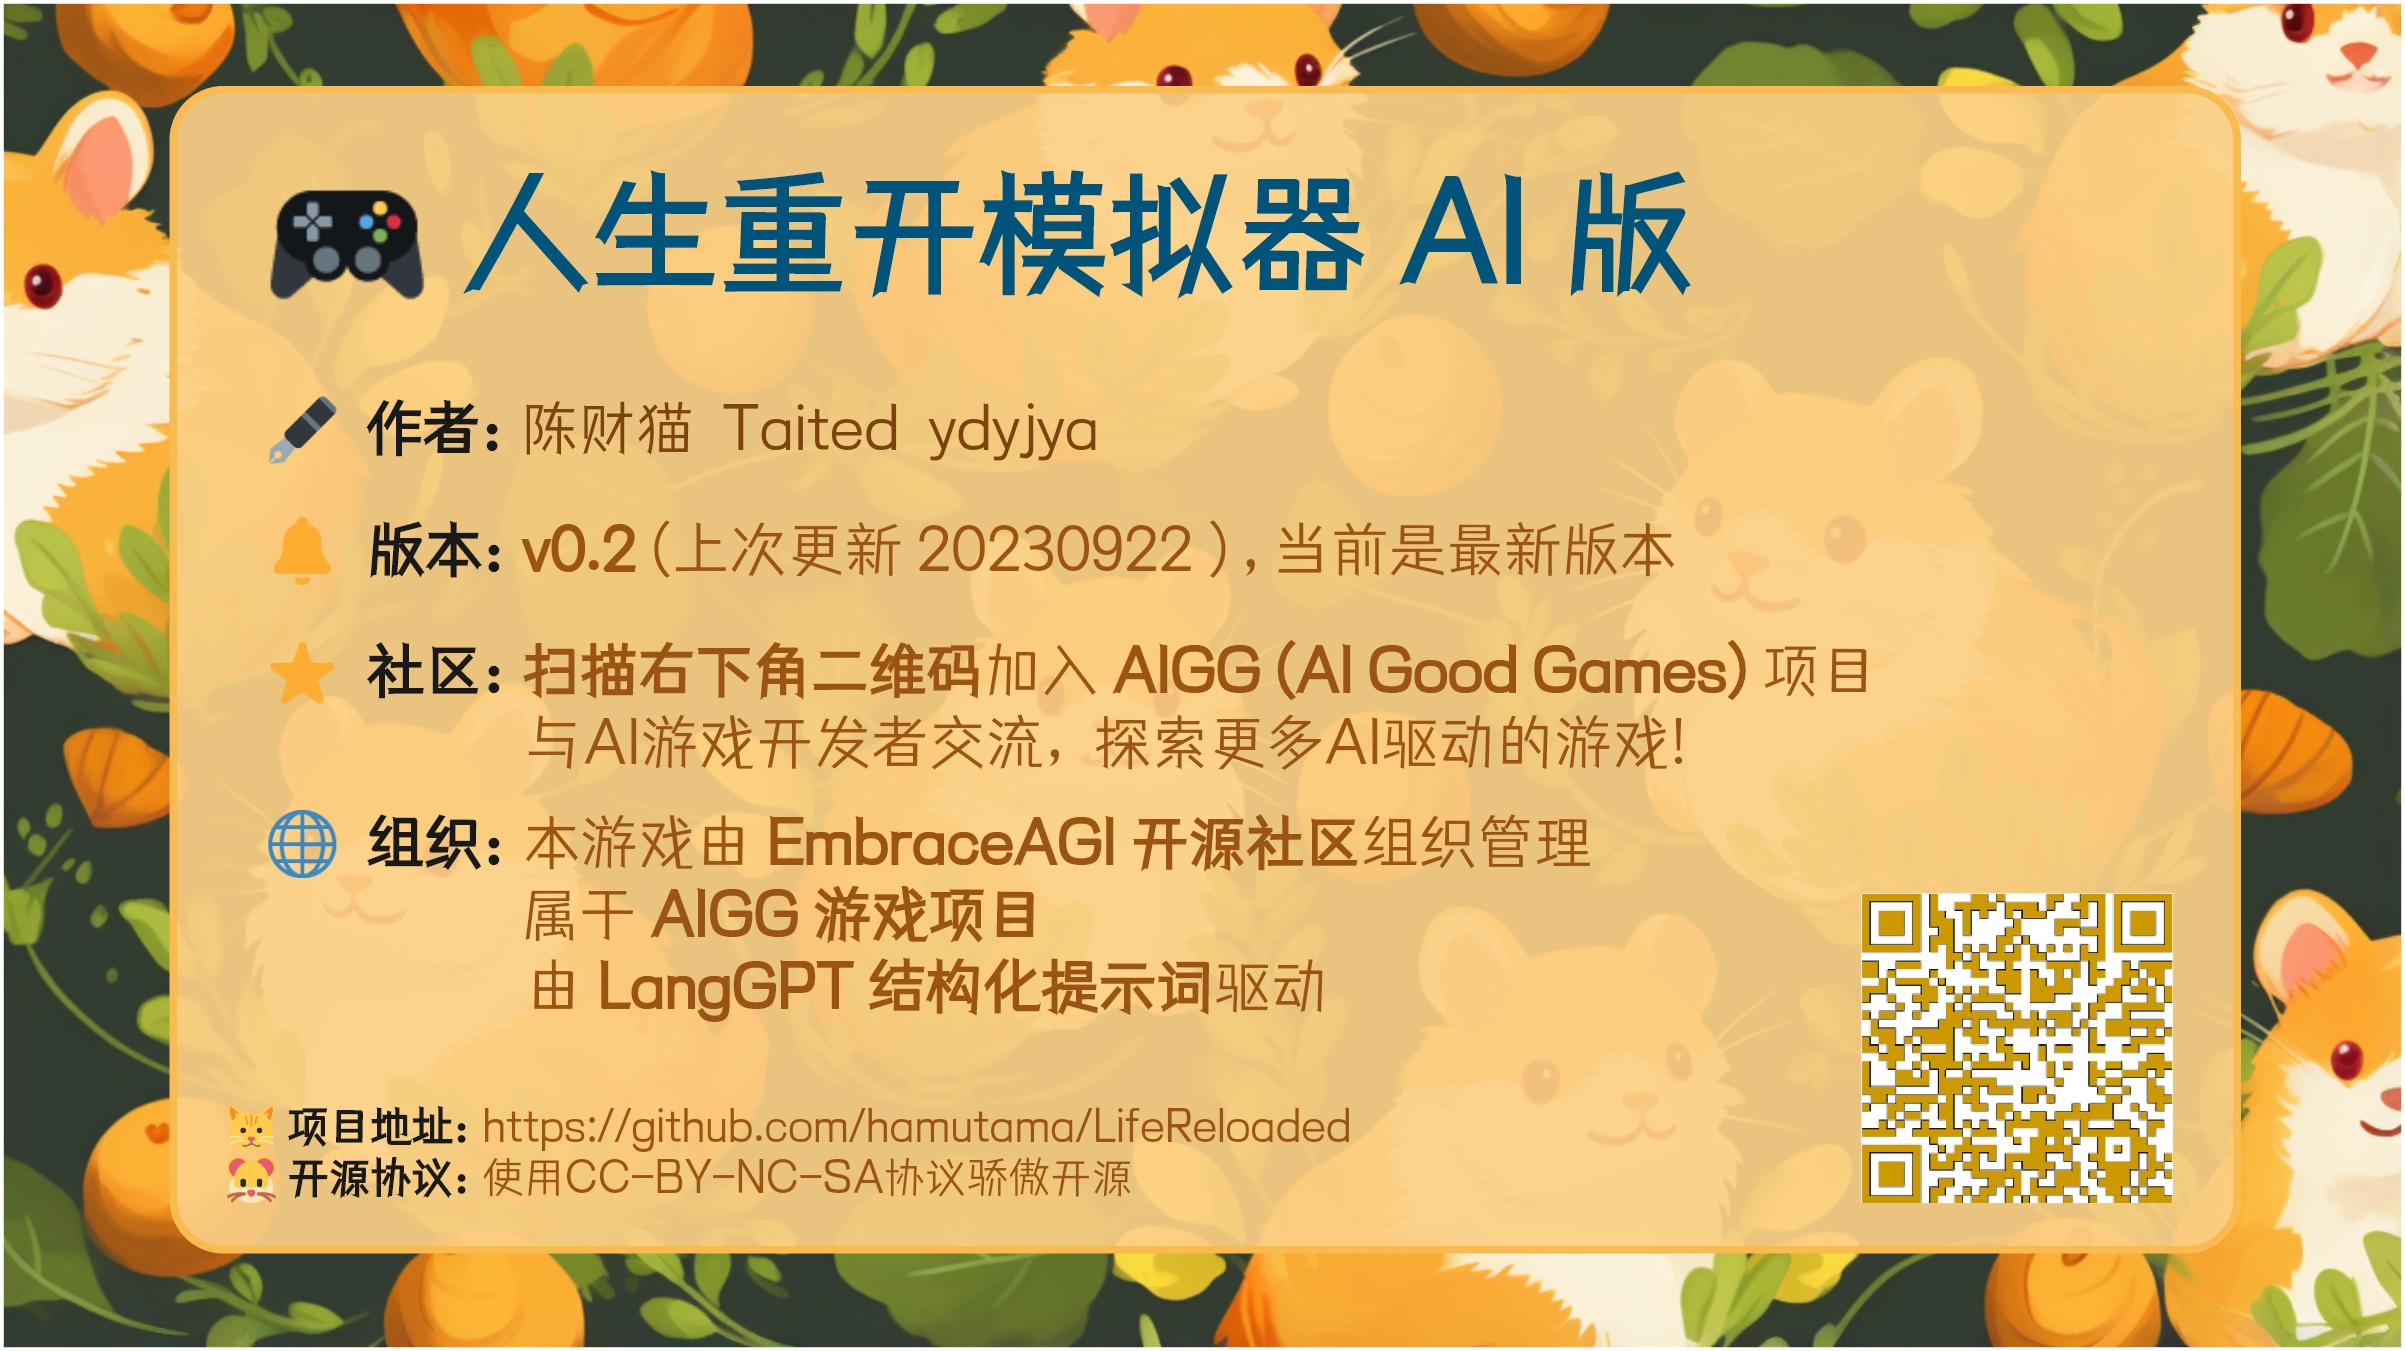 人生重开模拟器 AI 版
作者: 陈财猫 Taited ydyjya
版本: v0.2 (上次更新 20230922 ), 当前是最新版本
社区: 扫描右下角二维码加入 AIGG (AI Good Games) 项目
与AI游戏开发者交流，探索更多AI驱动的游戏!
组织: 本游戏由 EmbraceAGI 开源社区组织管理
属于 AIGG 游戏项目
由 LangGPT 结构化提示词驱动
项目地址: https://github.com/hamutama/LifeReloaded
开源协议: 使用CC-BY-NC-SA协议骄傲开源